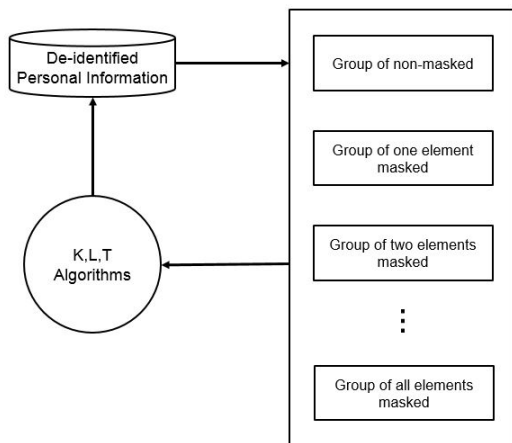 De-identified
Personal Information
Group of non-masked
Group of one element
masked
K,L,T
Algorithms
Group of two elements
masked
Group of all elements
masked